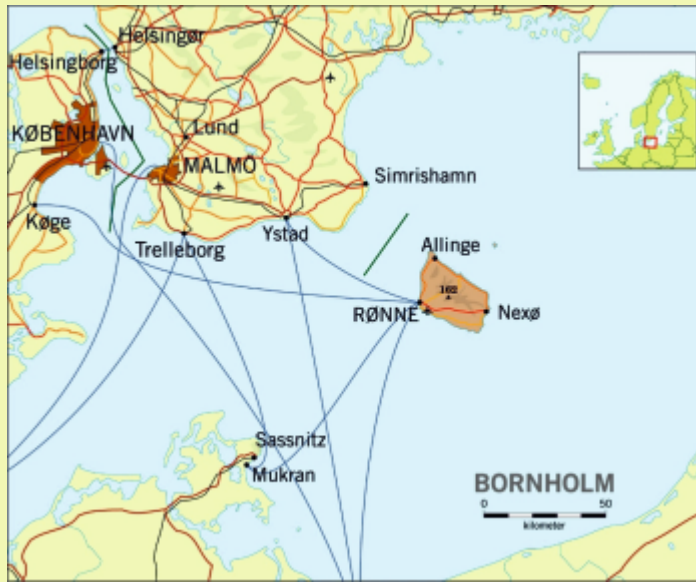 Helsingør
Helsingborg
Lund
KØBENHAVN
MALMÖ
Simrishamn
Køge
Ystad
Trelleborg
Allinge
162
RØNNE
Nexø
Sassnitz
Mukran
BORNHOLM
0 50
kilometer